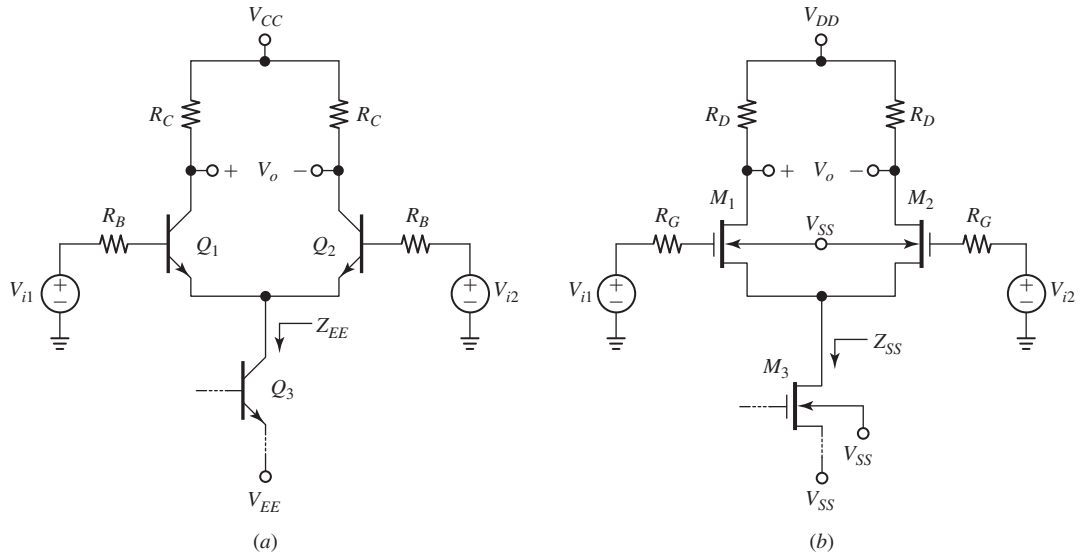 V_CC
R_C
R_C
+ V_o −
R_B
R_B
Q_1
Q_2
V_i1
+
−
+
−
V_i2
Z_EE
Q_3
V_EE
(a)
V_DD
R_D
R_D
+ V_o −
M_1
M_2
R_G
R_G
V_SS
V_i1
+
−
+
−
V_i2
Z_SS
M_3
V_SS
V_SS
(b)